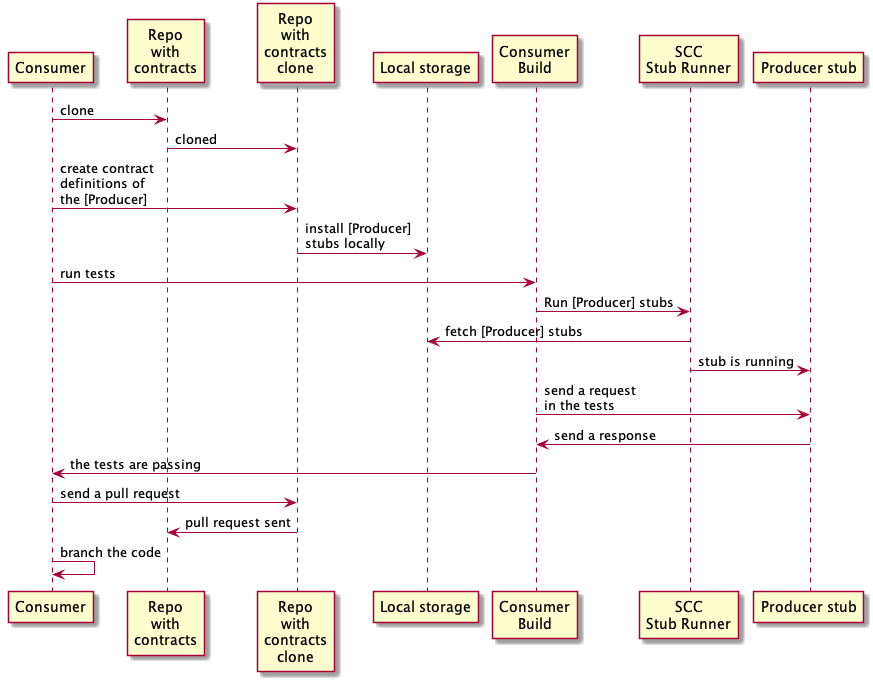 Consumer
Repo
with
contracts
Repo
with
contracts
clone
Local storage
Consumer
Build
SCC
Stub Runner
Producer stub
clone
cloned
create contract
definitions of
the [Producer]
install [Producer]
stubs locally
run tests
Run [Producer] stubs
fetch [Producer] stubs
stub is running
send a request
in the tests
send a response
the tests are passing
send a pull request
pull request sent
branch the code
Consumer
Repo
with
contracts
Repo
with
contracts
clone
Local storage
Consumer
Build
SCC
Stub Runner
Producer stub